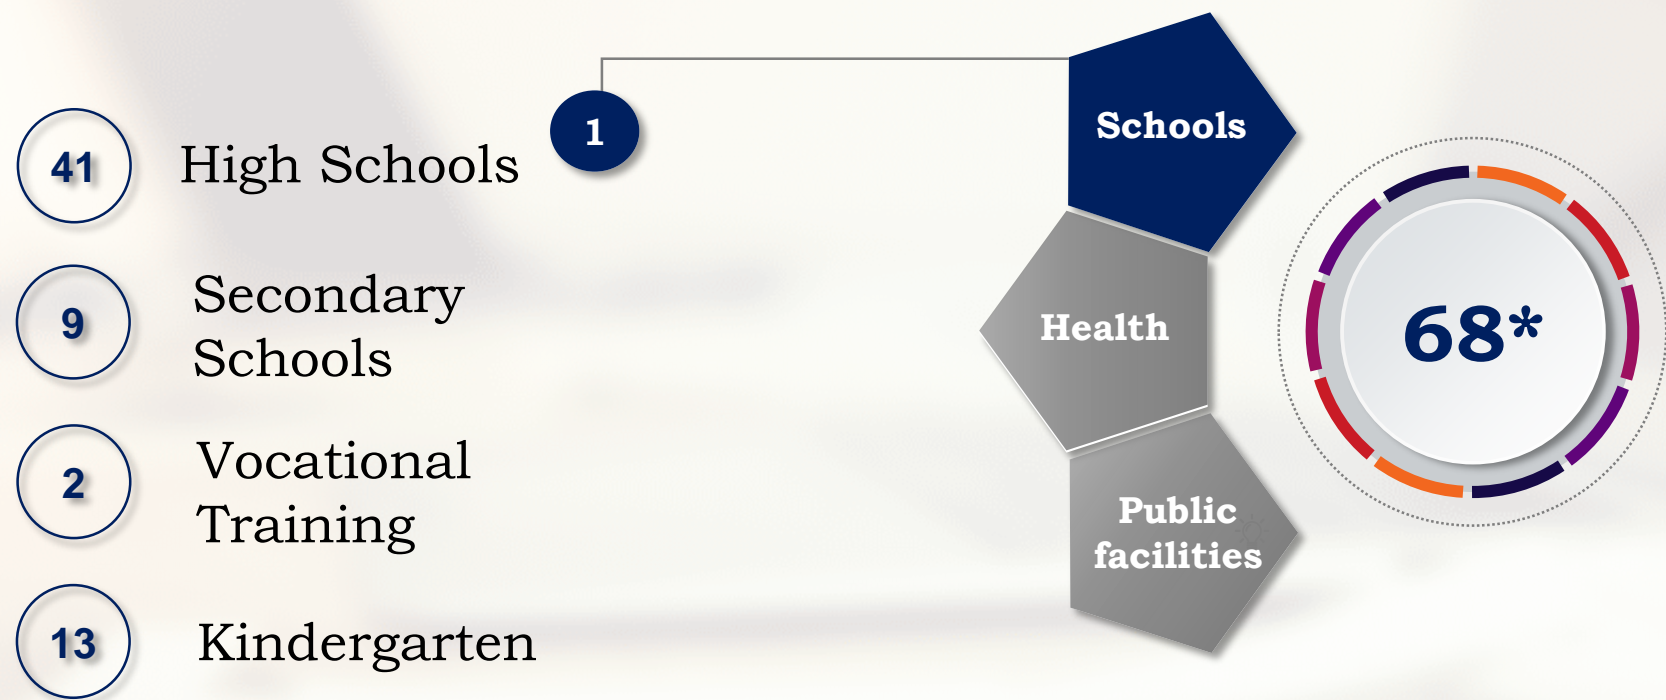 41
High Schools
9
Secondary
Schools
2
Vocational
Training
13
Kindergarten
1
Schools
Health
Public
facilities
68*